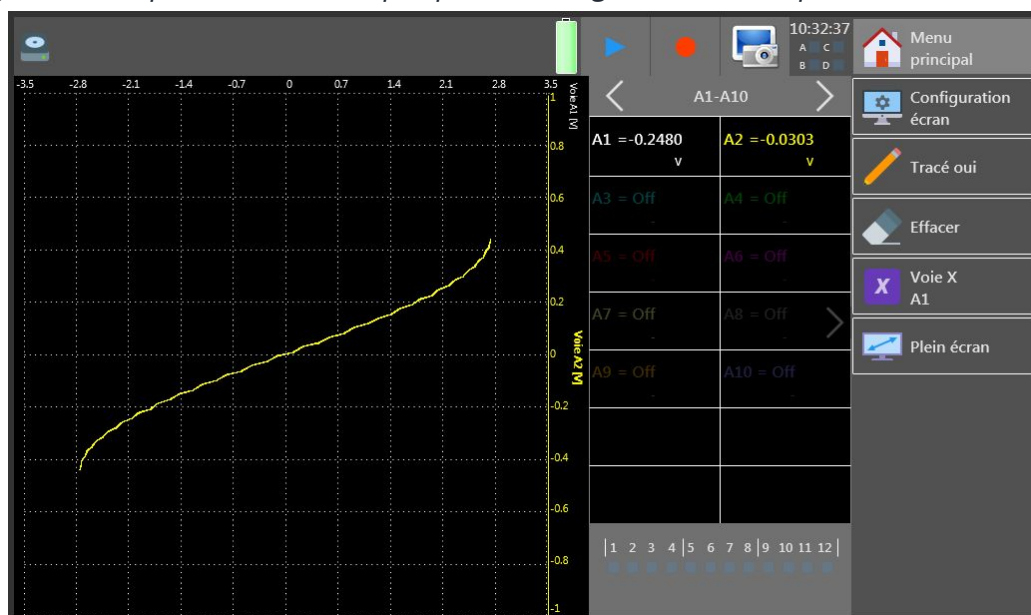 10:32:37
A C
B D
Menu
principal
-3.5 -2.8 -2.1 -1.4 -0.7 0 0.7 1.4 2.1 2.8 3.5
Voie A1 [V]
A1-A10
Configuration
écran
1
0.8
0.6
0.4
0.2
0
-0.2
-0.4
-0.6
-0.8
-1
Voie A2 [V]
A1 =-0.2480
V
A2 =-0.0303
V
A3 = Off
-
A4 = Off
-
A5 = Off
-
A6 = Off
-
A7 = Off
-
A8 = Off
-
A9 = Off
-
A10 = Off
-
1 2 3 4 5 6 7 8 9 10 11 12
Tracé oui
Effacer
X
Voie X
A1
Plein écran